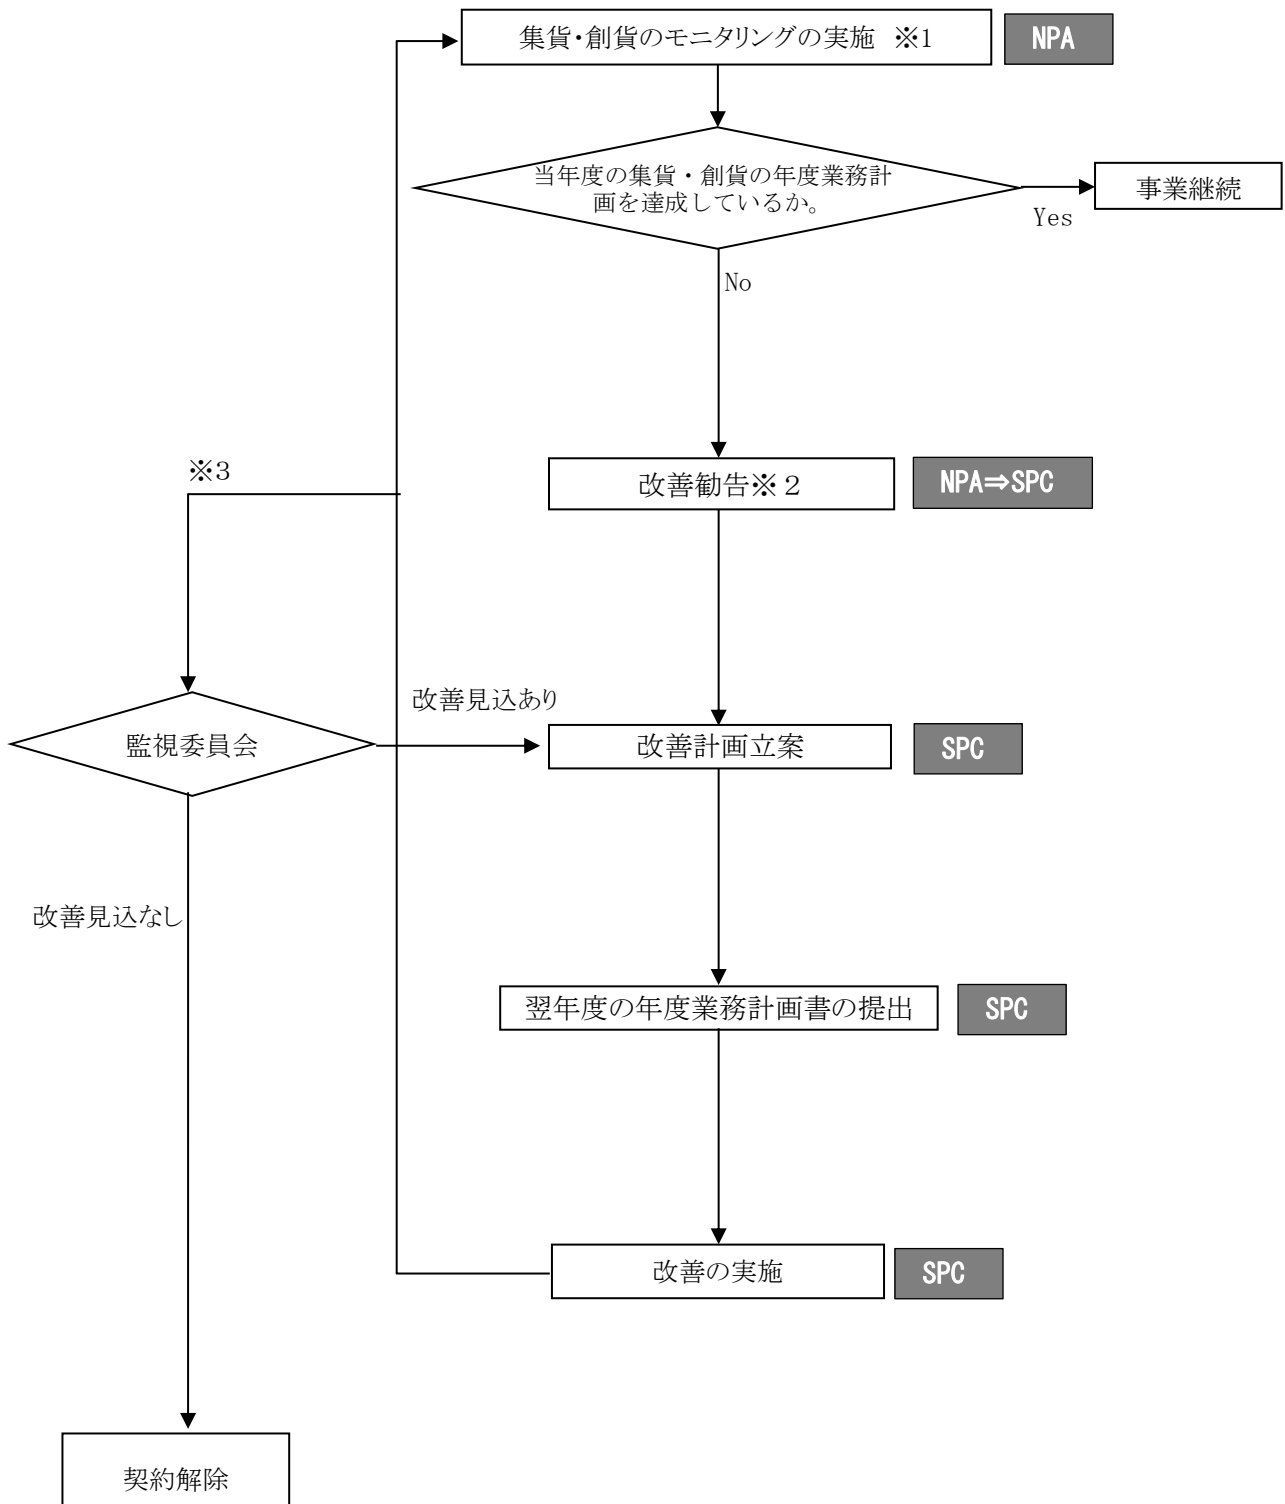 集貨・創貨のモニタリングの実施 ※1
NPA
当年度の集貨・創貨の年度業務計
画を達成しているか。
事業継続
Yes
No
※3
改善勧告※２
NPA⇒SPC
改善見込あり
監視委員会
改善計画立案
SPC
改善見込なし
翌年度の年度業務計画書の提出
SPC
改善の実施
SPC
契約解除